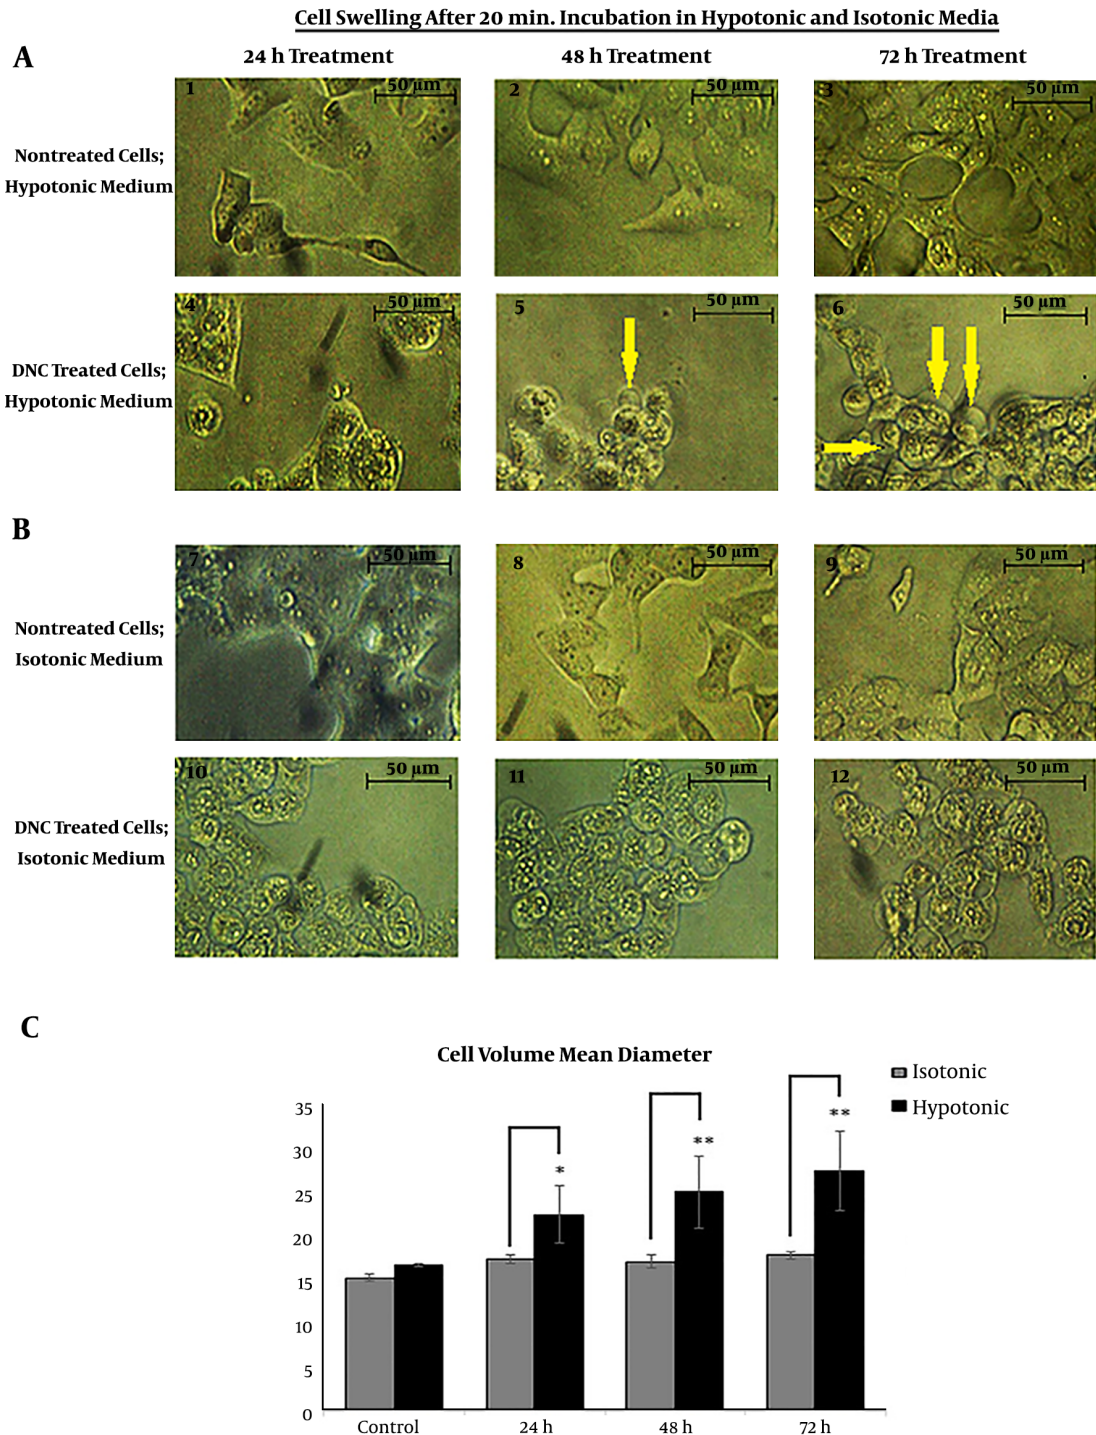 Cell Swelling After 20 min. Incubation in Hypotonic and Isotonic Media
A
24 h Treatment
48 h Treatment
72 h Treatment
Nontreated Cells;
Hypotonic Medium
1
50 µm
2
50 µm
3
50 µm
DNC Treated Cells;
Hypotonic Medium
4
50 µm
5
50 µm
6
50 µm
B
Nontreated Cells;
Isotonic Medium
7
50 µm
8
50 µm
9
50 µm
DNC Treated Cells;
Isotonic Medium
10
50 µm
11
50 µm
12
50 µm
C
Cell Volume Mean Diameter
Isotonic
Hypotonic
35
30
25
20
15
10
5
0
*
**
**
Control
24 h
48 h
72 h